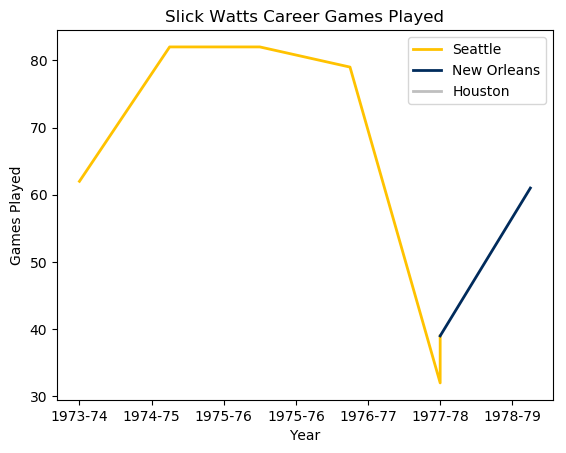 Slick Watts Career Games Played
Seattle
New Orleans
Houston
80
70
60
50
40
30
Games Played
1973-74 1974-75 1975-76 1975-76 1976-77 1977-78 1978-79
Year